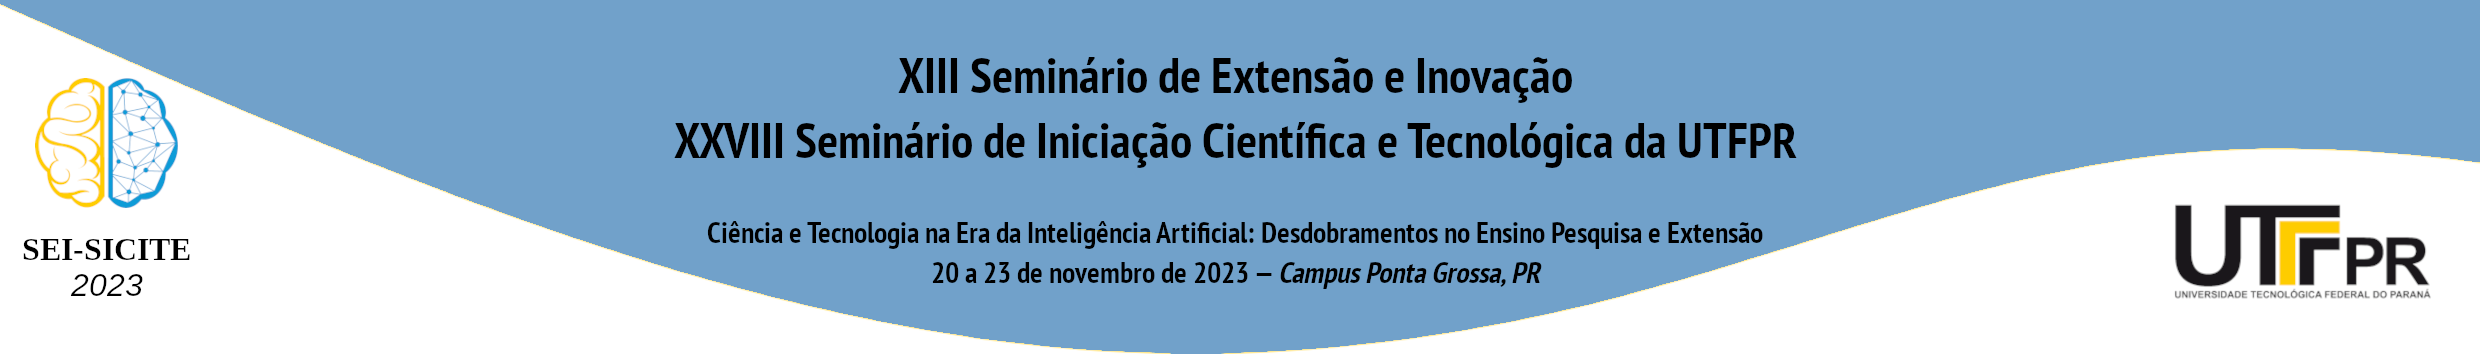 XIII Seminário de Extensão e Inovação
XXVIII Seminário de Iniciação Científica e Tecnológica da UTFPR
Ciência e Tecnologia na Era da Inteligência Artificial: Desdobramentos no Ensino Pesquisa e Extensão
20 a 23 de novembro de 2023 — Campus Ponta Grossa, PR
SEI-SICITE
2023
UTFPR
UNIVERSIDADE TECNOLÓGICA FEDERAL DO PARANÁ